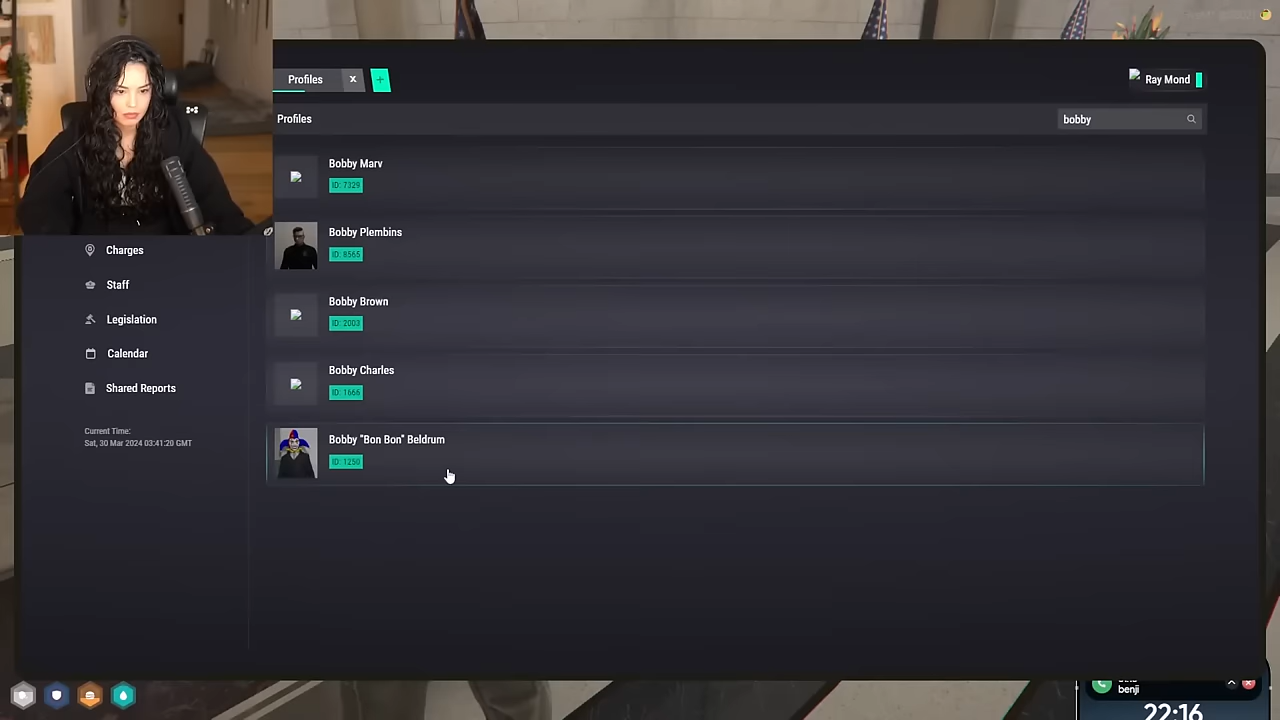 Profiles
x
+
Ray Mond
Profiles
bobby
Bobby Marv
ID: 7329
Bobby Plembins
ID: 8565
Bobby Brown
ID: 2003
Bobby Charles
ID: 1666
Bobby "Bon Bon" Beldrum
ID: 1250
Charges
Staff
Legislation
Calendar
Shared Reports
Current Time:
Sat, 30 Mar 2024 03:41:20 GMT
benji
22:16